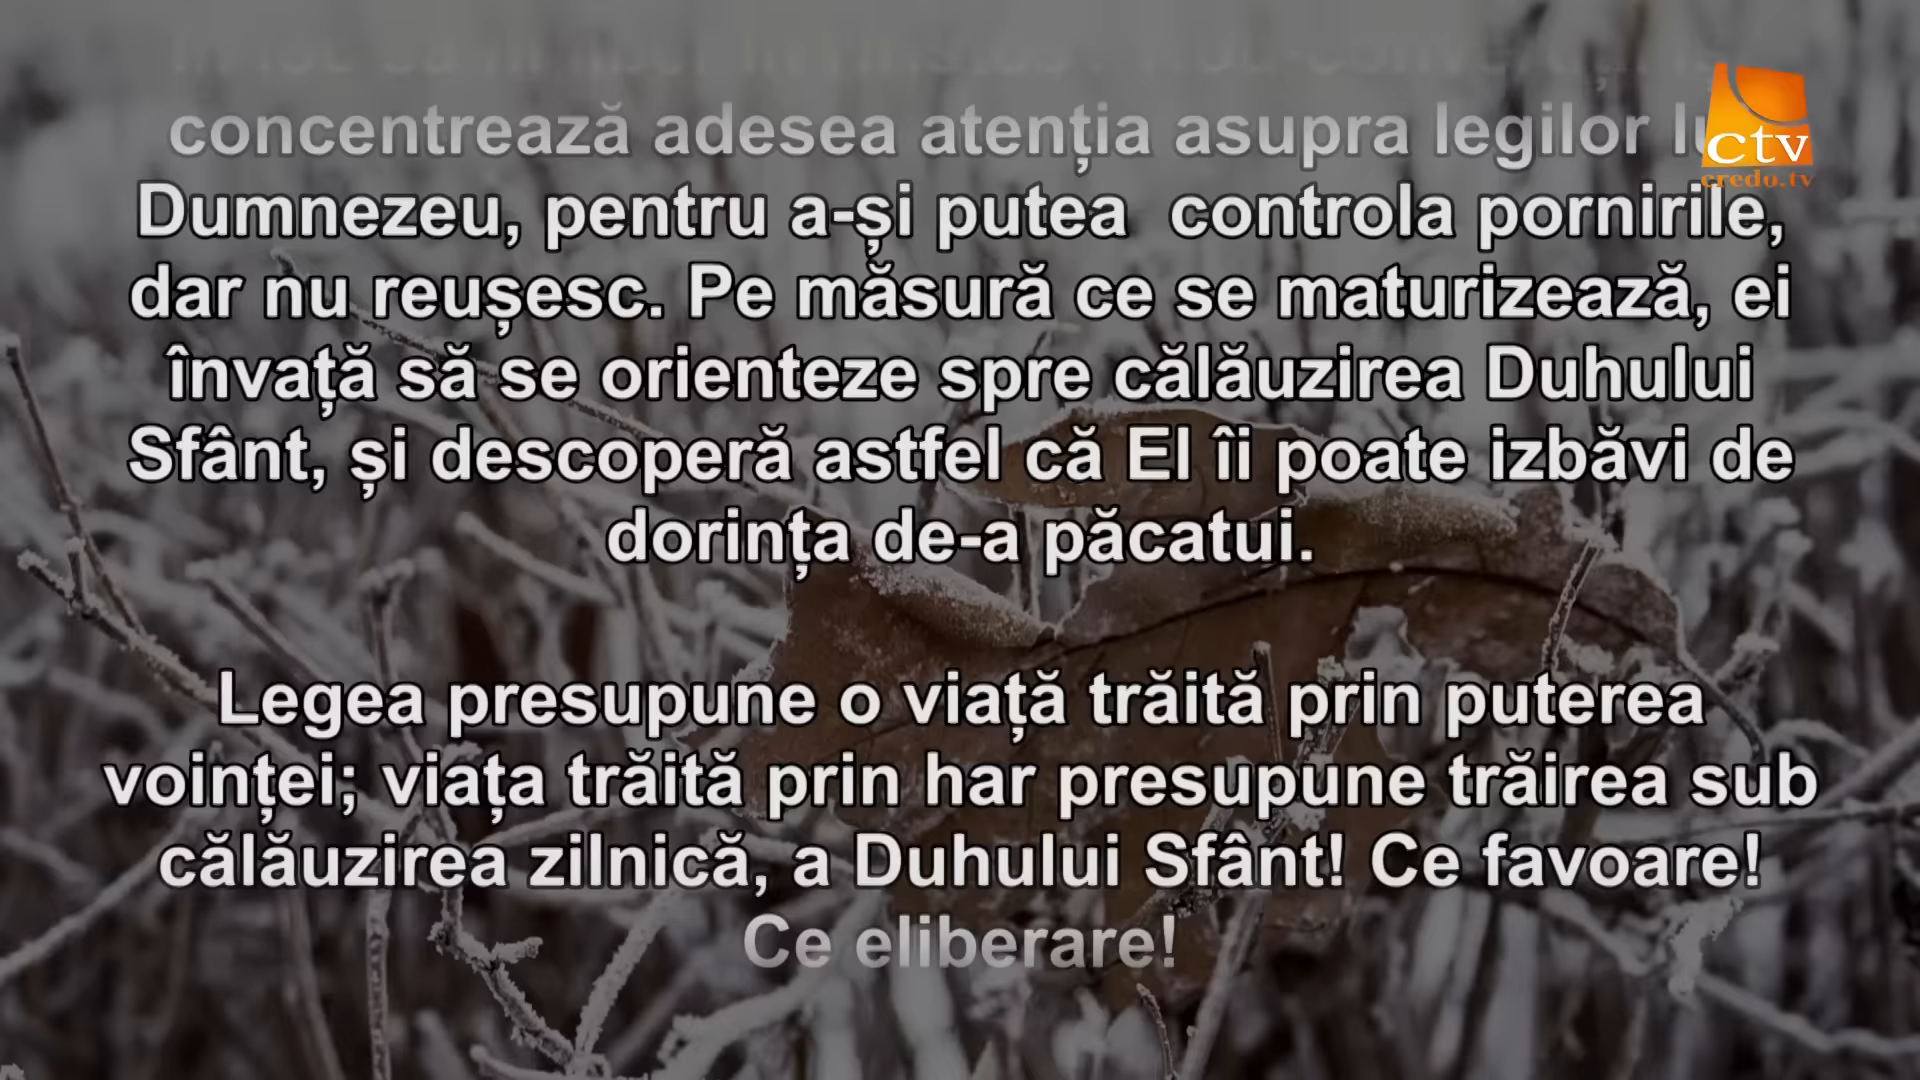 concentrează adesea atenția asupra legilor
Dumnezeu, pentru a-și putea controla pornirile,
dar nu reușesc. Pe măsură ce se maturizează, ei
învață să se orienteze spre călăuzirea Duhului
Sfânt, și descoperă astfel că El îi poate izbăvi de
dorința de-a păcatui.
Legea presupune o viață trăită prin puterea
voinței; viața trăită prin har presupune trăirea sub
călăuzirea zilnică, a Duhului Sfânt! Ce favoare!
Ce eliberare!
ctv
credo.tv